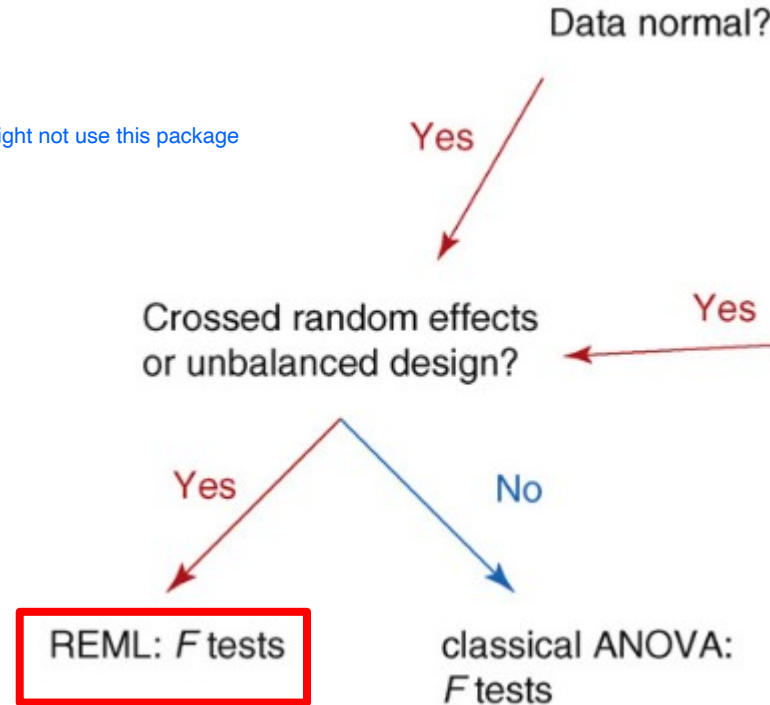 Data normal?
ight not use this package
Yes
Crossed random effects
or unbalanced design?
Yes
Yes
No
REML: F tests
classical ANOVA:
F tests